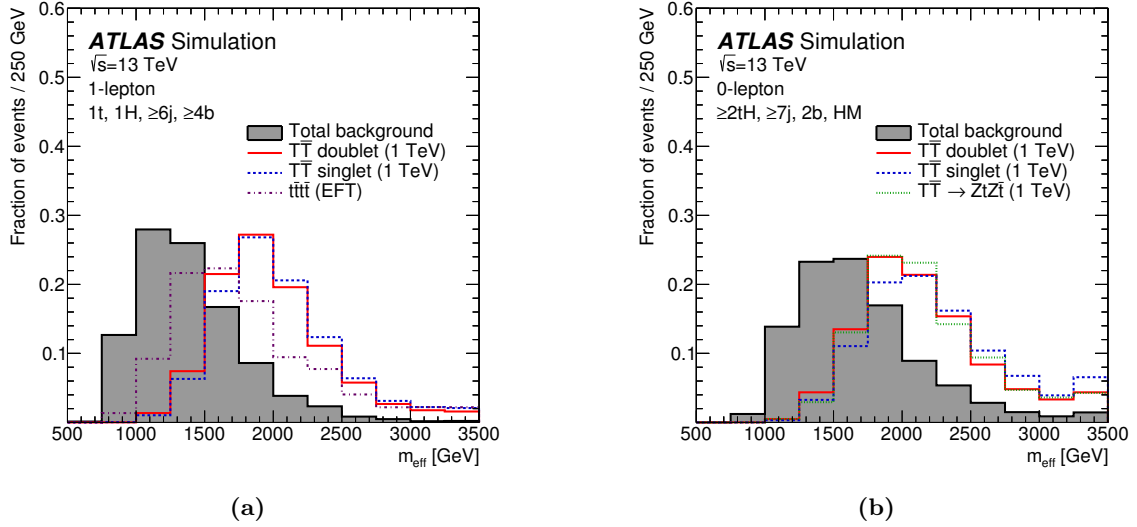 Fraction of events / 250 GeV
0.6
0.5
0.4
0.3
0.2
0.1
ATLAS Simulation
√s=13 TeV
1-lepton
1t, 1H, ≥6j, ≥4b
Total background
TT̅ doublet (1 TeV)
TT̅ singlet (1 TeV)
tt̅tt̅ (EFT)
500 1000 1500 2000 2500 3000 3500
m_eff [GeV]
(a)
Fraction of events / 250 GeV
0.6
0.5
0.4
0.3
0.2
0.1
ATLAS Simulation
√s=13 TeV
0-lepton
≥2tH, ≥7j, 2b, HM
Total background
TT̅ doublet (1 TeV)
TT̅ singlet (1 TeV)
TT̅ → ZtZt̅ (1 TeV)
500 1000 1500 2000 2500 3000 3500
m_eff [GeV]
(b)